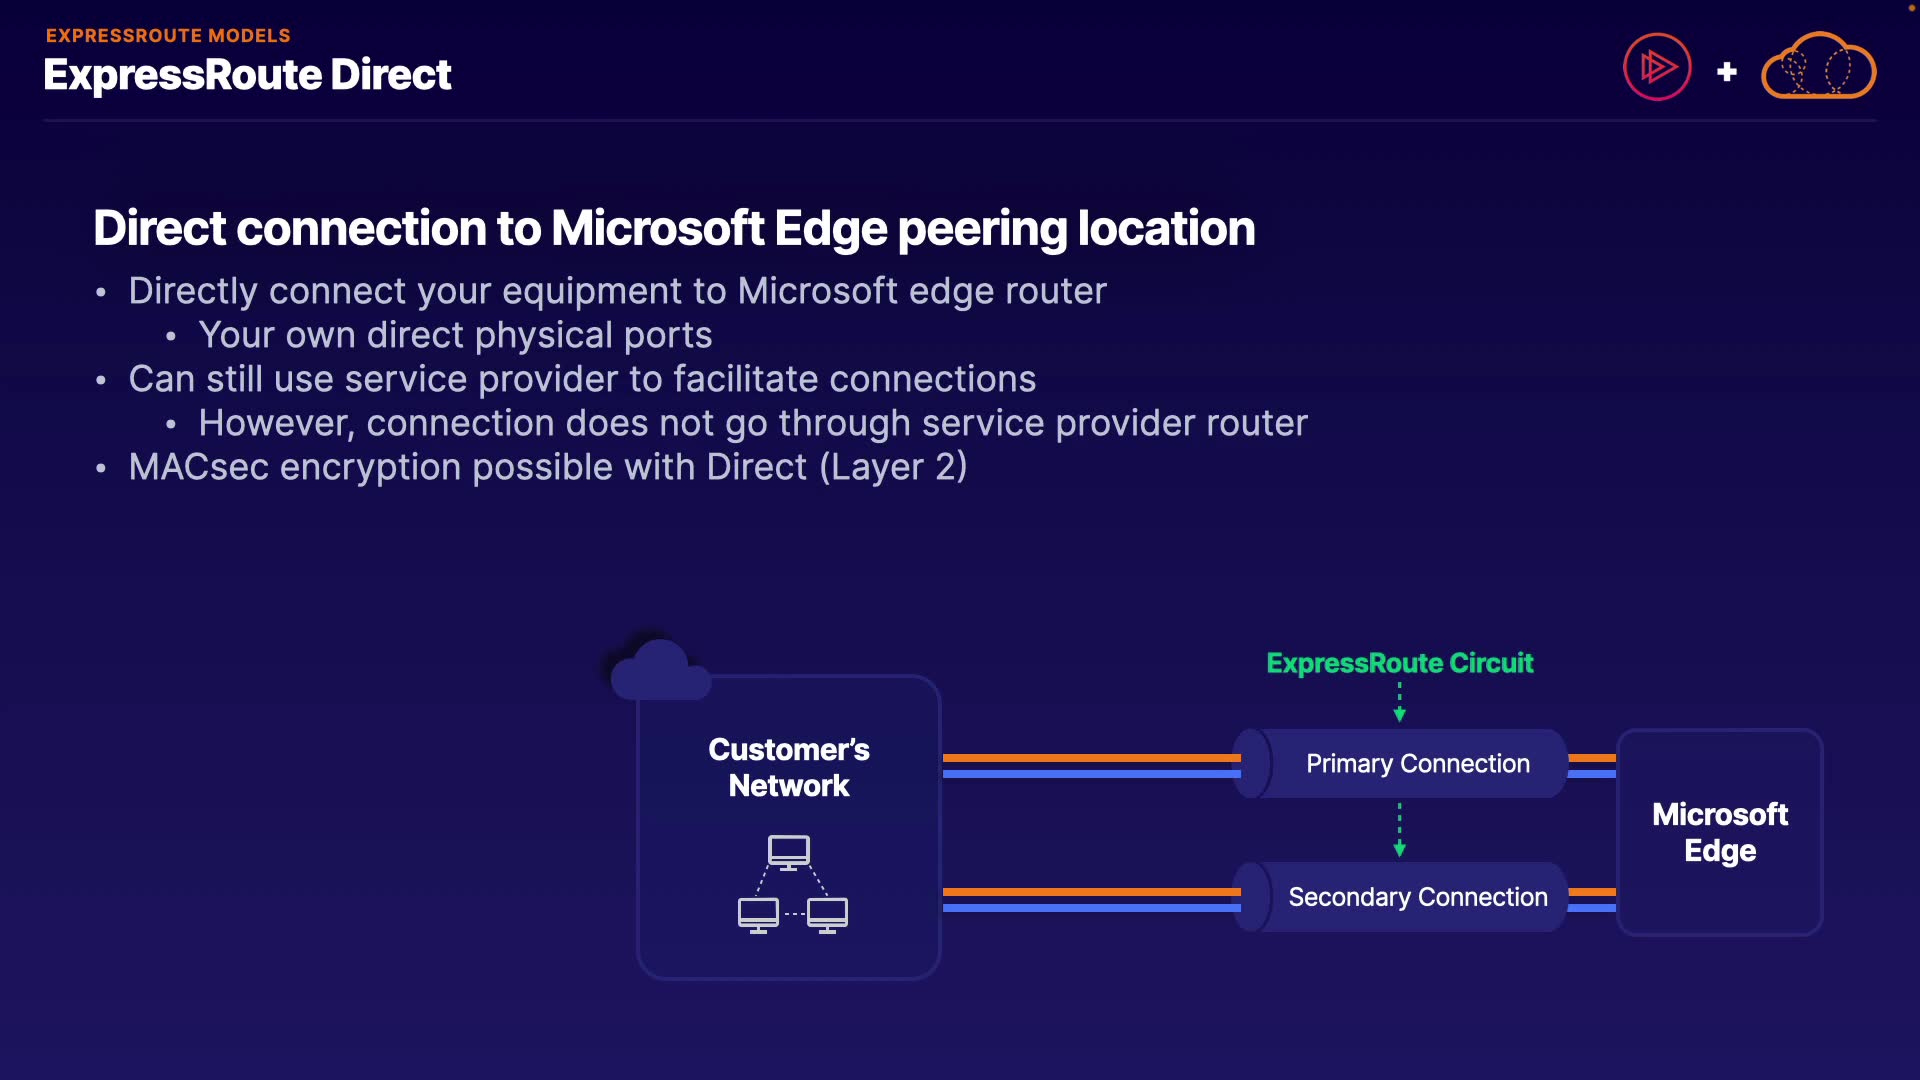 EXPRESSROUTE MODELS
ExpressRoute Direct
Direct connection to Microsoft Edge peering location
• Directly connect your equipment to Microsoft edge router
• Your own direct physical ports
• Can still use service provider to facilitate connections
• However, connection does not go through service provider router
• MACsec encryption possible with Direct (Layer 2)
ExpressRoute Circuit
Customer’s
Network
Primary Connection
Secondary Connection
Microsoft
Edge